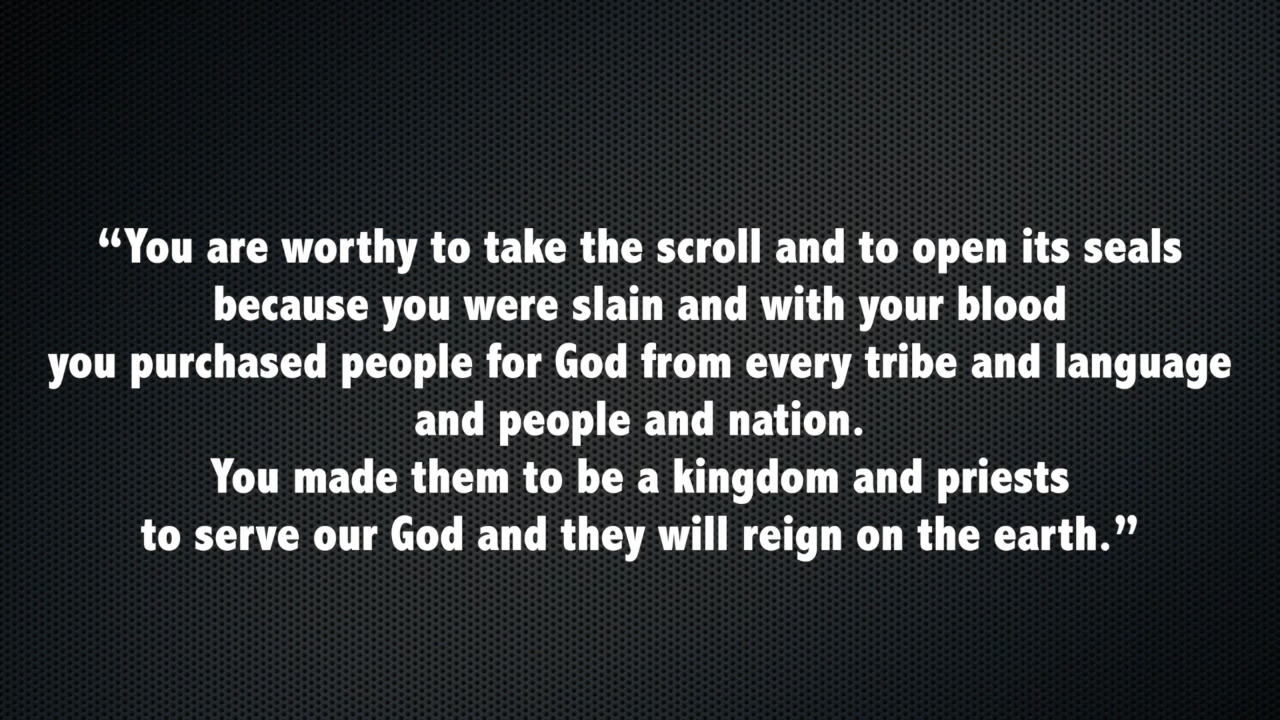 “You are worthy to take the scroll and to open its seals
because you were slain and with your blood
you purchased people for God from every tribe and language
and people and nation.
You made them to be a kingdom and priests
to serve our God and they will reign on the earth.”